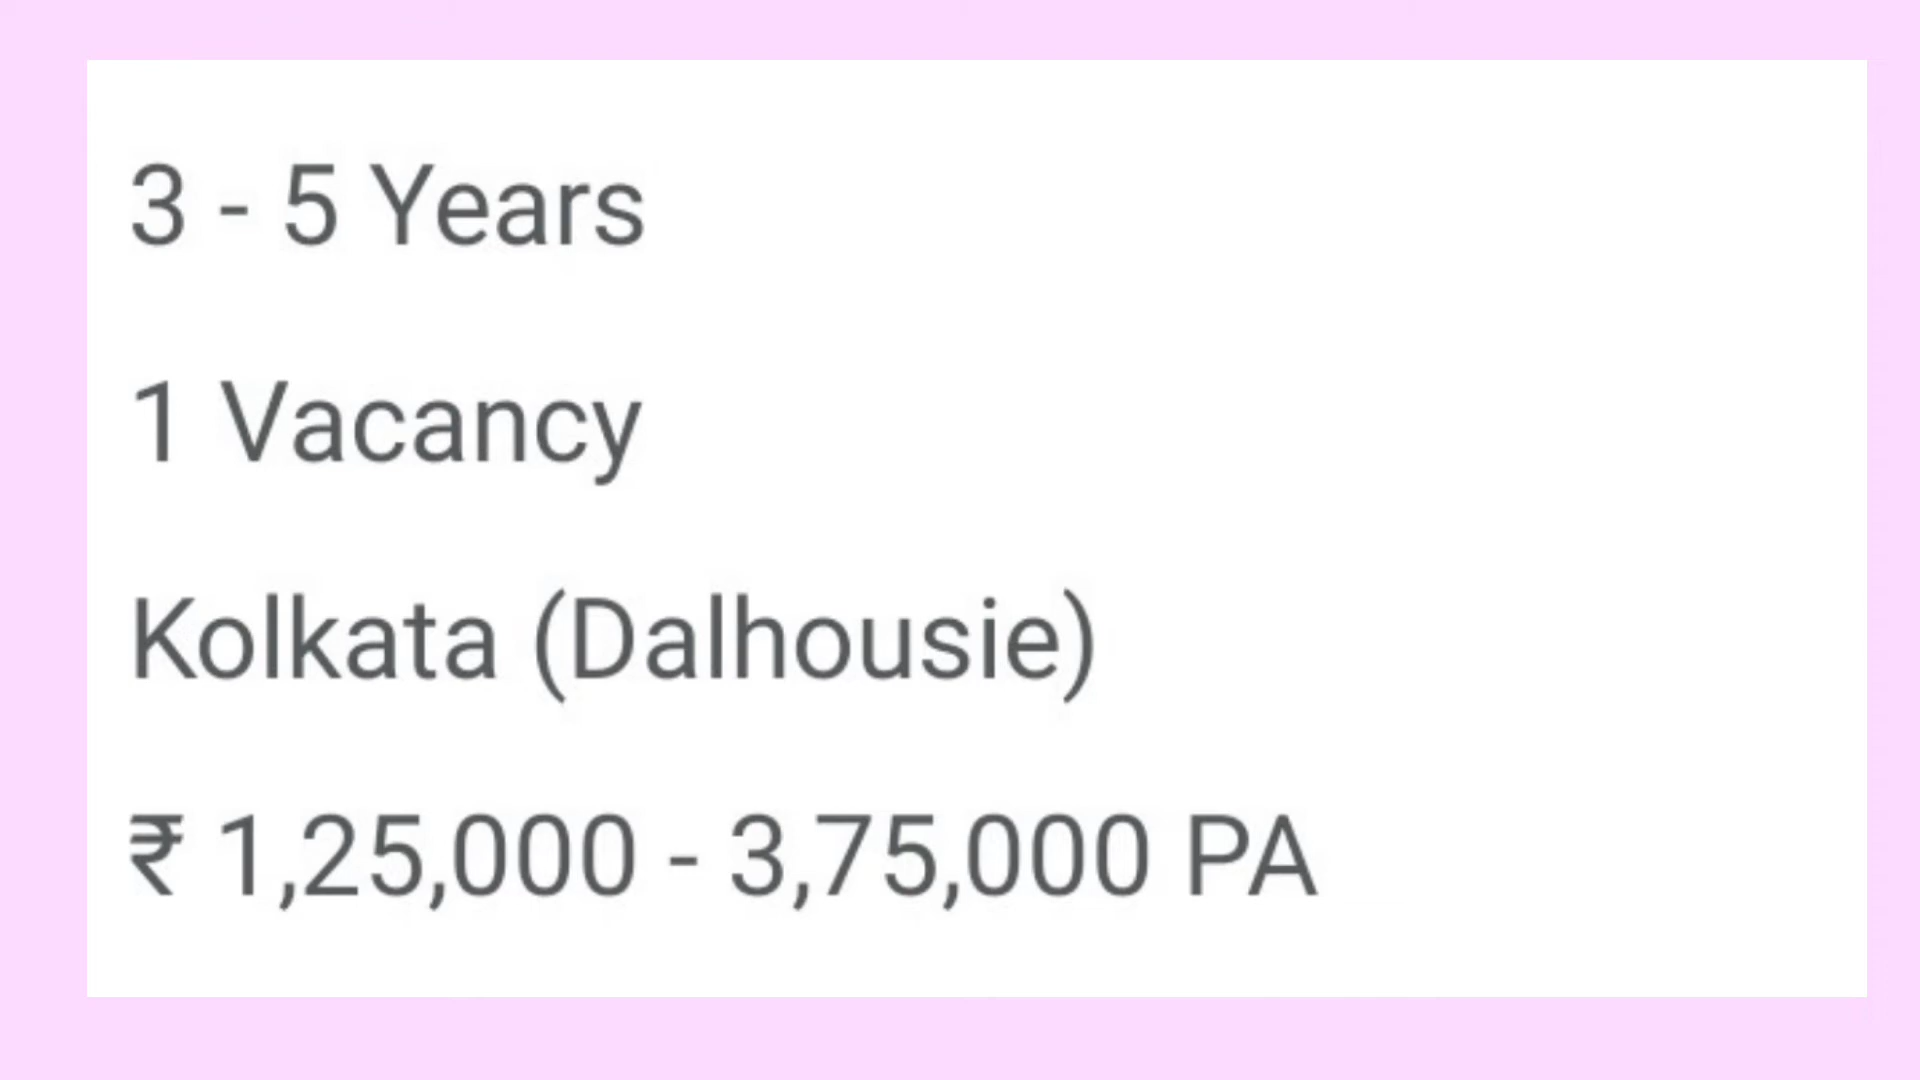 3 - 5 Years
1 Vacancy
Kolkata (Dalhousie)
₹ 1,25,000 - 3,75,000 PA